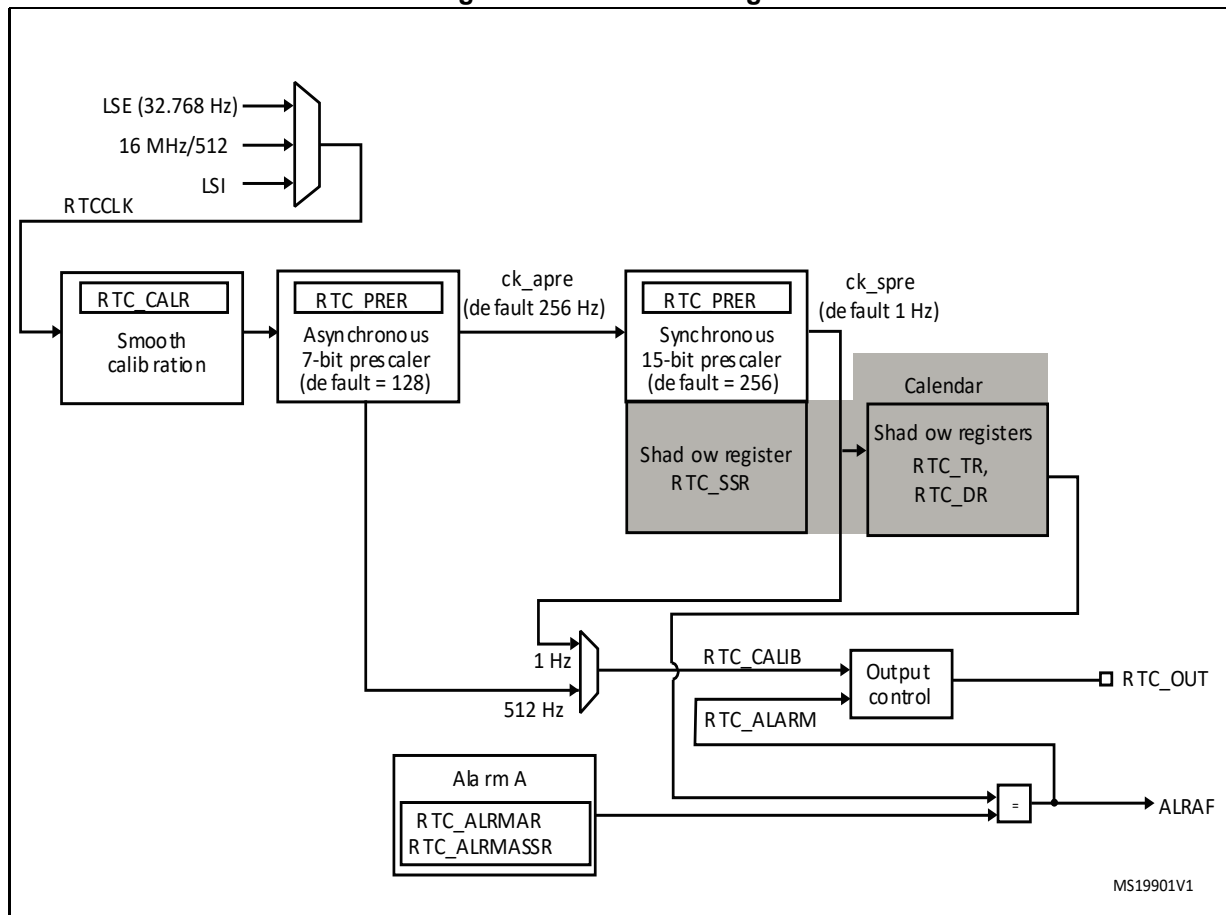 LSE (32.768 Hz)
16 MHz/512
LSI
RTCCLK
RTC_CALR
Smooth
calibration
RTC_PRER
Asynchronous
7-bit prescaler
(default = 128)
ck_apre
(default 256 Hz)
RTC_PRER
Synchronous
15-bit prescaler
(default = 256)
ck_spre
(default 1 Hz)
Calendar
Shadow register
RTC_SSR
Shadow registers
RTC_TR,
RTC_DR
1 Hz
512 Hz
RTC_CALIB
RTC_ALARM
Output
control
RTC_OUT
Alarm A
RTC_ALRMAR
RTC_ALRMASSR
=
ALRAF
MS19901V1